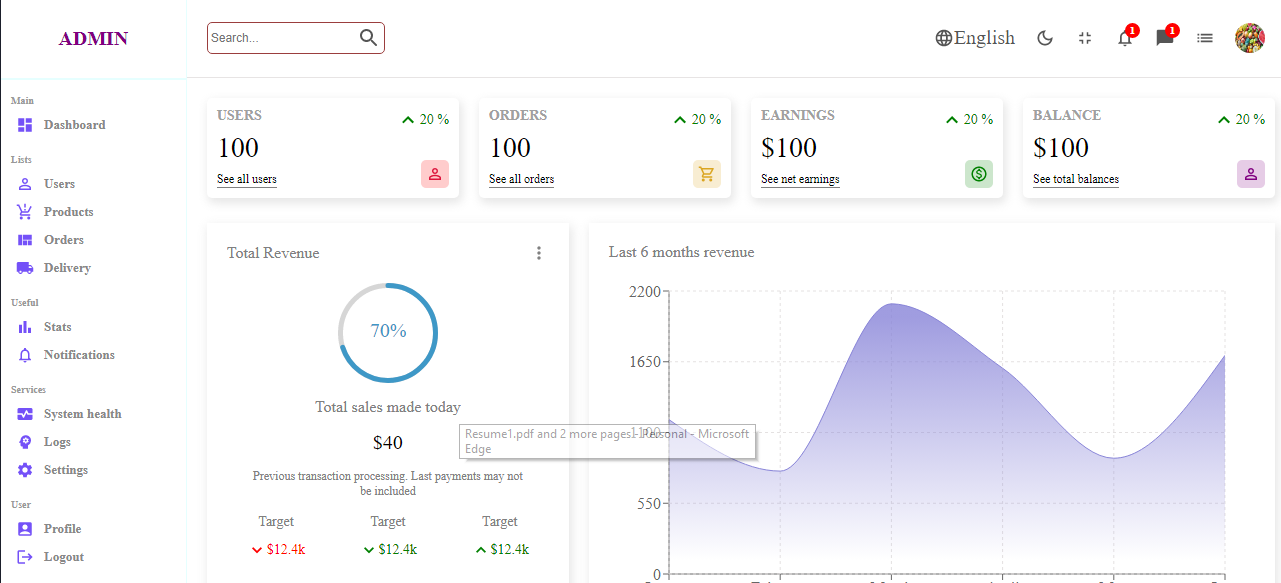 ADMIN
Search...
English
1
1
Main
Dashboard
Lists
Users
Products
Orders
Delivery
Useful
Stats
Notifications
Services
System health
Logs
Settings
User
Profile
Logout
USERS
20 %
100
See all users
ORDERS
20 %
100
See all orders
EARNINGS
20 %
$100
See net earnings
BALANCE
20 %
$100
See total balances
Total Revenue
70%
Total sales made today
$40
Previous transaction processing. Last payments may not
be included
Target
Target
Target
$12.4k
$12.4k
$12.4k
Resume1.pdf and 2 more pages - Personal - Microsoft
Edge
Last 6 months revenue
2200
1650
1100
550
0